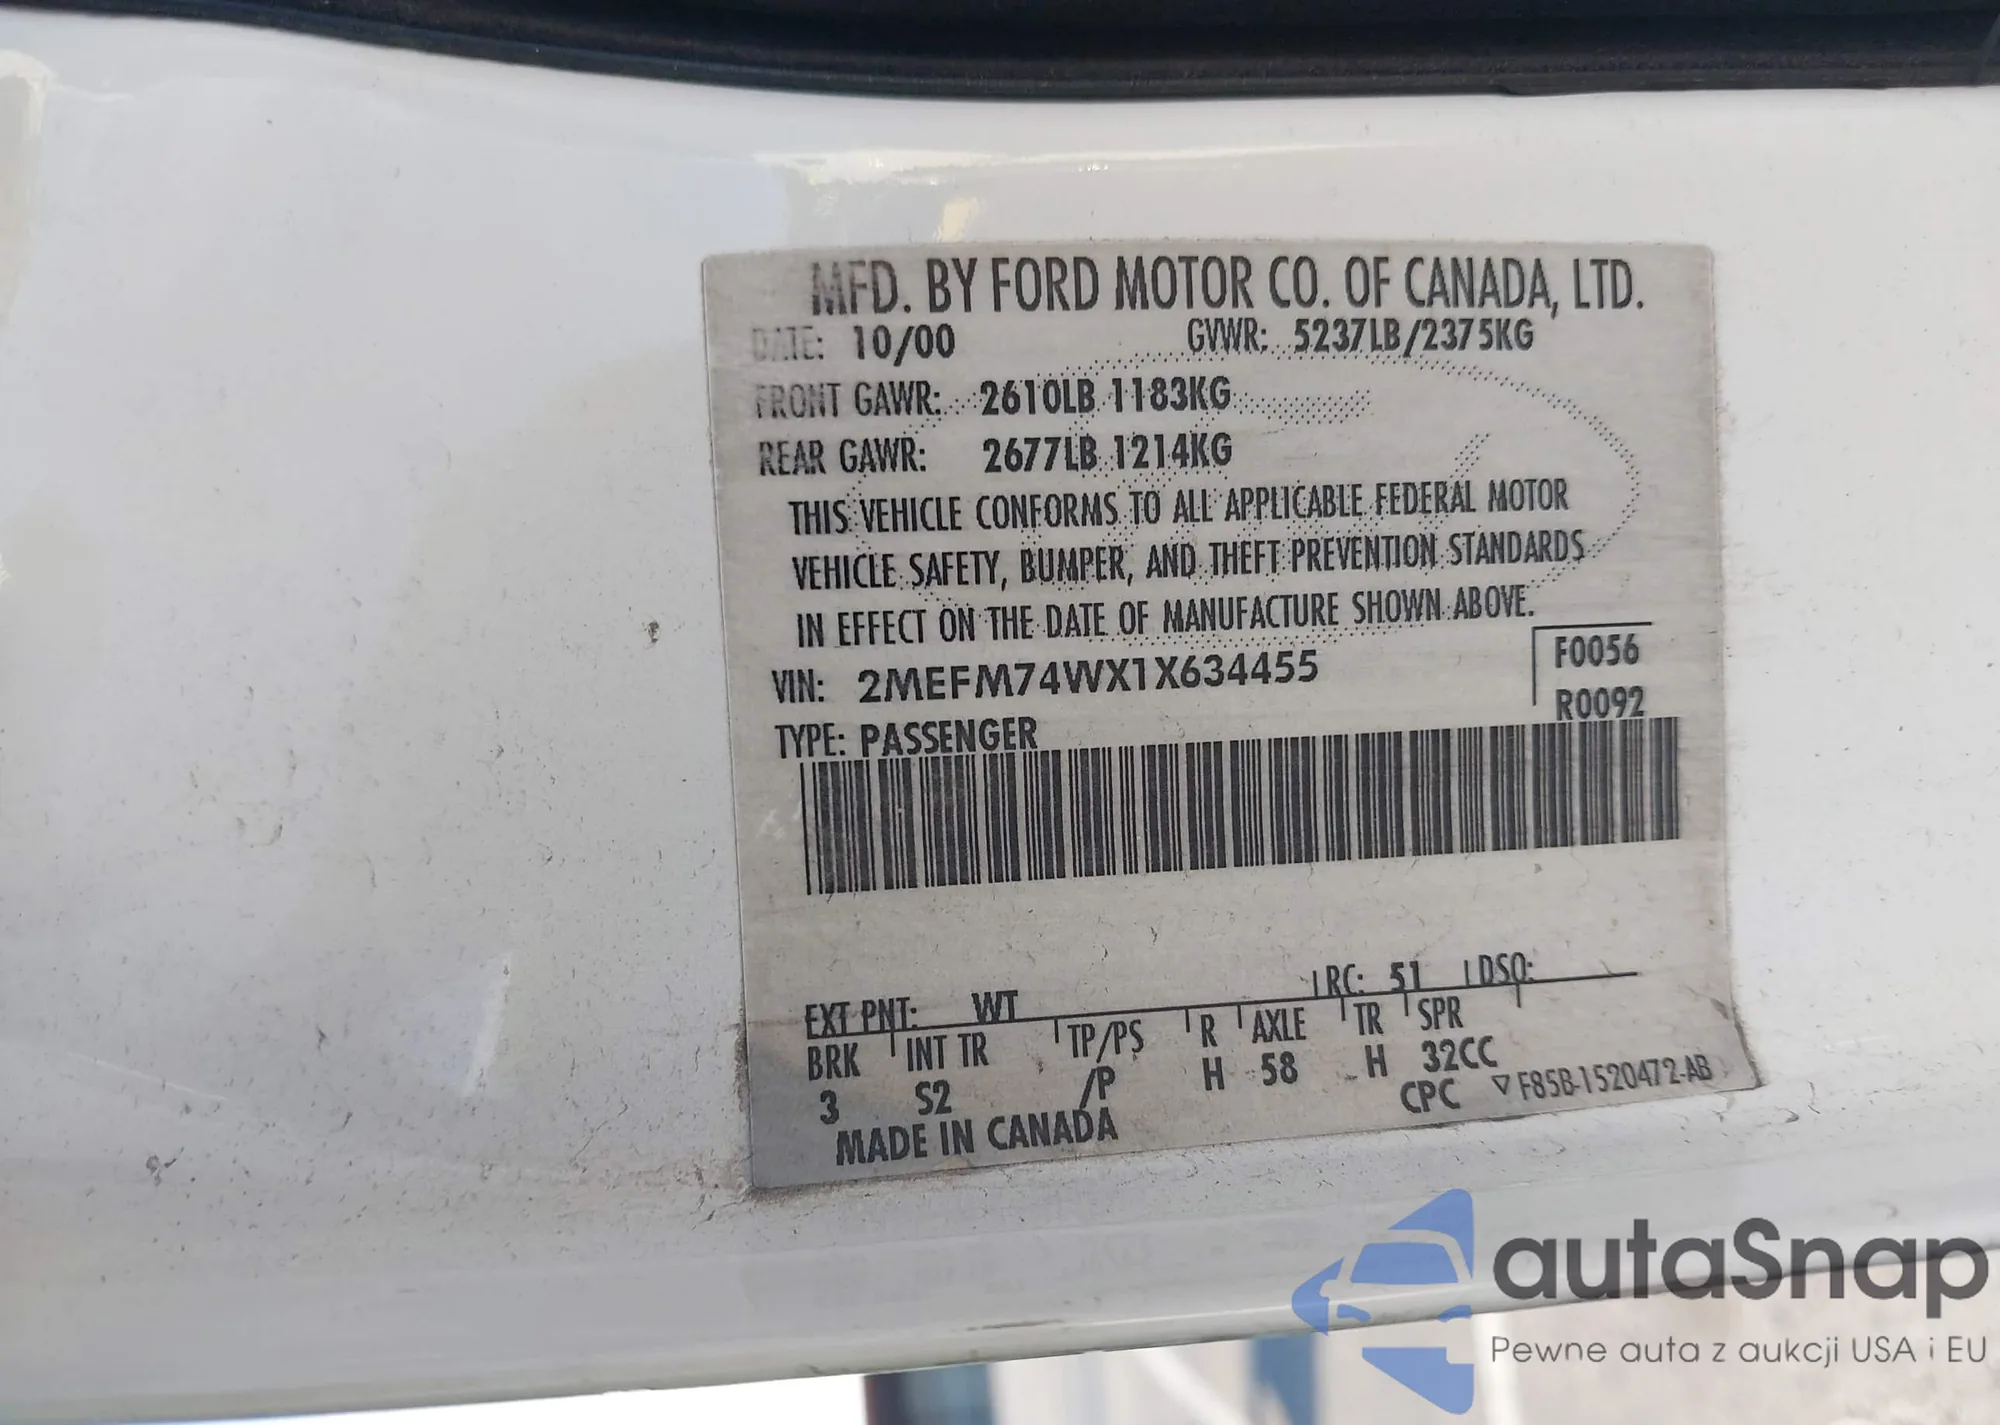 MFD. BY FORD MOTOR CO. OF CANADA, LTD.
DATE: 10/00 GVWR: 5237LB/2375KG
FRONT GAWR: 2610LB 1183KG
REAR GAWR: 2677LB 1214KG
THIS VEHICLE CONFORMS TO ALL APPLICABLE FEDERAL MOTOR
VEHICLE SAFETY, BUMPER, AND THEFT PREVENTION STANDARDS
IN EFFECT ON THE DATE OF MANUFACTURE SHOWN ABOVE.
VIN: 2MEFM74WX1X634455
F0056
R0092
TYPE: PASSENGER
EXT PNT: WT RC: 51 DSO:
BRK INT TR TP/PS R AXLE TR SPR
3 S2 /P H 58 H 32CC
MADE IN CANADA CPC ▽ F85B-1520472-AB
autoSnap
Pewne auta z aukcji USA i EU